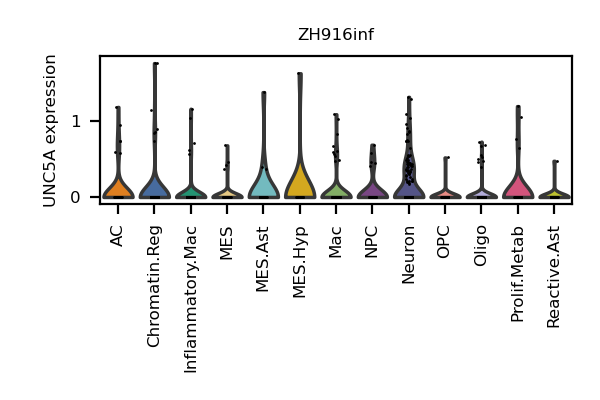 ZH916inf
UNC5A expression
1
0
AC
Chromatin.Reg
Inflammatory.Mac
MES
MES.Ast
MES.Hyp
Mac
NPC
Neuron
OPC
Oligo
Prolif.Metab
Reactive.Ast